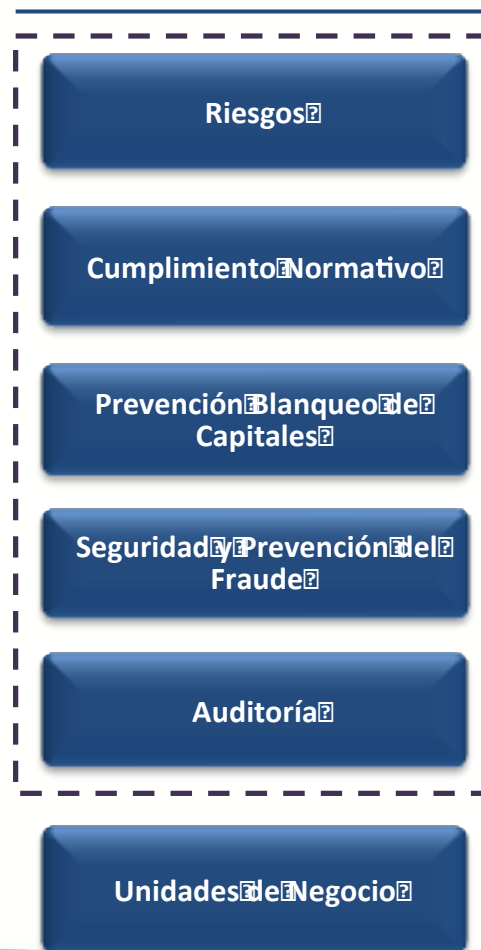 Riesgos
Cumplimiento Normativo
Prevención Blanqueo de
Capitales
Seguridad y Prevención del
Fraude
Auditoría
Unidades de Negocio